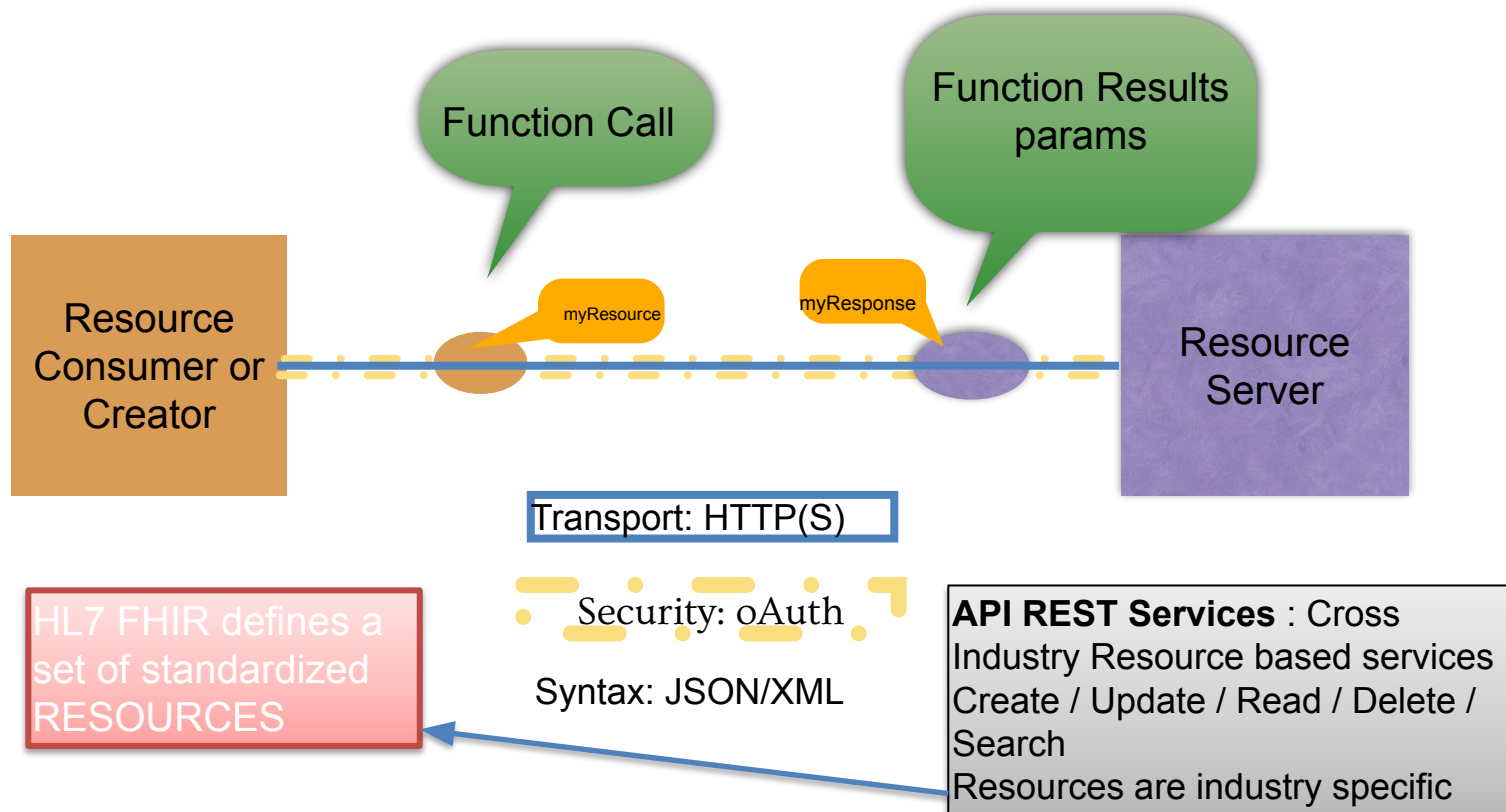 Function Call
Function Results
params
Resource
Consumer or
Creator
myResource
myResponse
Resource
Server
Transport: HTTP(S)
Security: oAuth
Syntax: JSON/XML
HL7 FHIR defines a
set of standardized
RESOURCES
API REST Services : Cross
Industry Resource based services
Create / Update / Read / Delete /
Search
Resources are industry specific